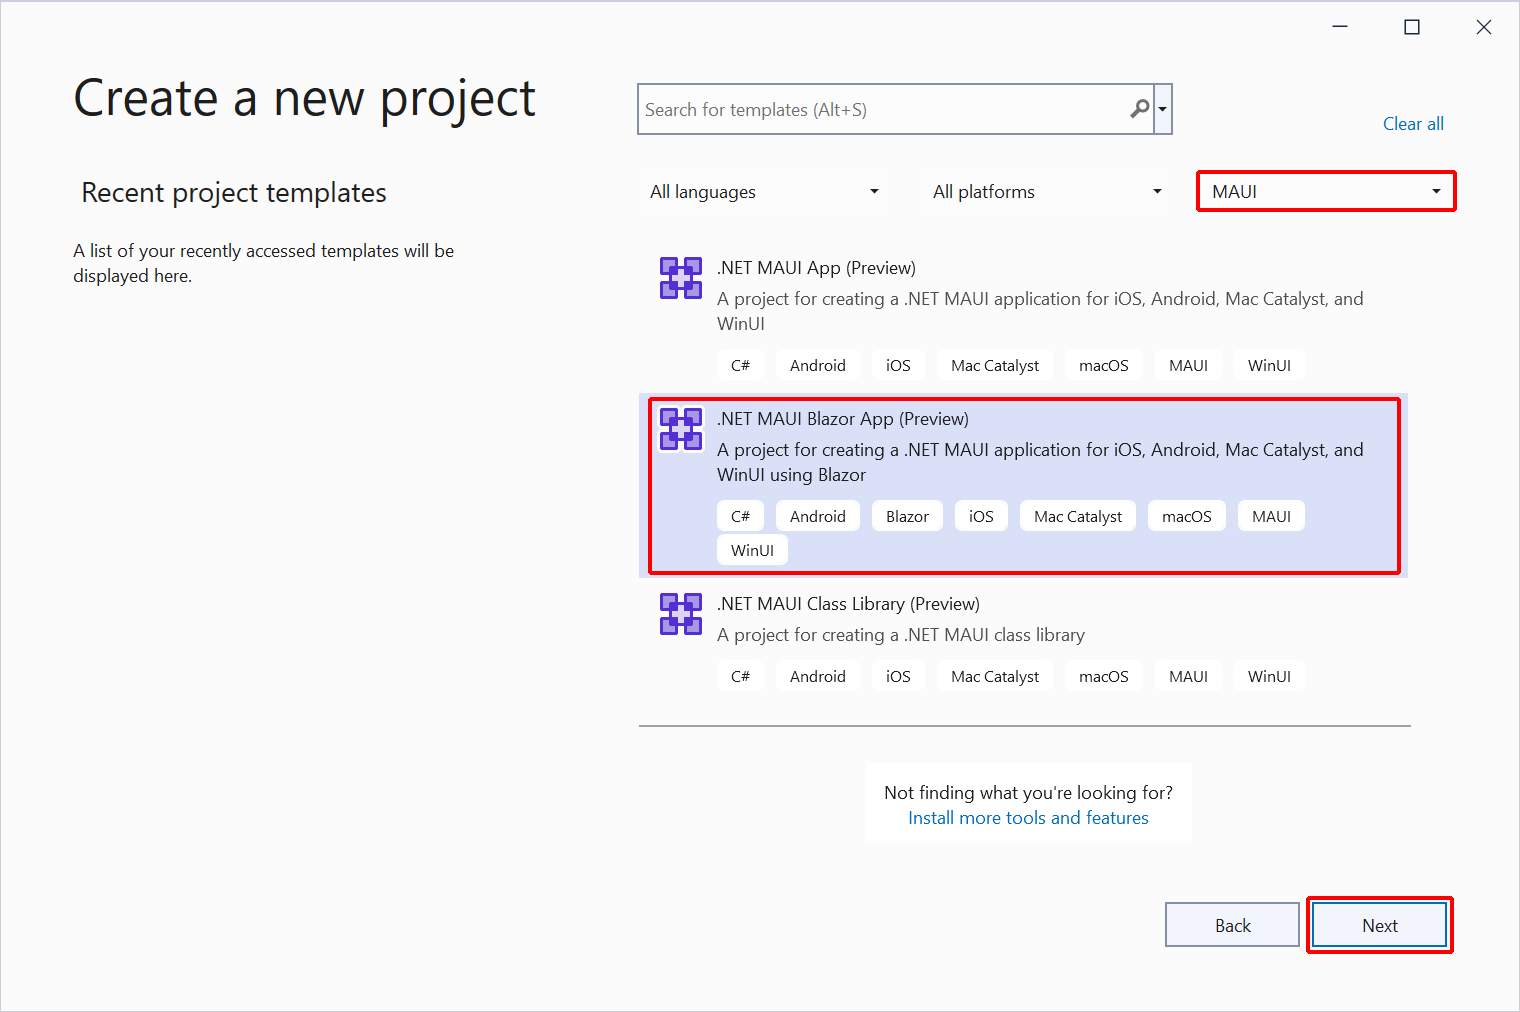 Create a new project
Search for templates (Alt+S)
Clear all
Recent project templates
All languages
All platforms
MAUI
A list of your recently accessed templates will be
displayed here.
.NET MAUI App (Preview)
A project for creating a .NET MAUI application for iOS, Android, Mac Catalyst, and
WinUI
C# Android iOS Mac Catalyst macOS MAUI WinUI
.NET MAUI Blazor App (Preview)
A project for creating a .NET MAUI application for iOS, Android, Mac Catalyst, and
WinUI using Blazor
C# Android Blazor iOS Mac Catalyst macOS MAUI
WinUI
.NET MAUI Class Library (Preview)
A project for creating a .NET MAUI class library
C# Android iOS Mac Catalyst macOS MAUI WinUI
Not finding what you're looking for?
Install more tools and features
Back
Next